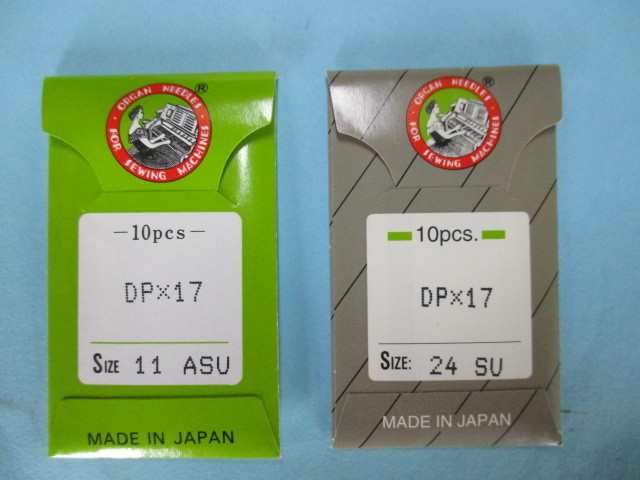 ORGAN NEEDLES ®
FOR SEWING MACHINES
-10pcs-
DP×17
SIZE 11 ASU
MADE IN JAPAN
ORGAN NEEDLES ®
FOR SEWING MACHINES
10pcs.
DP×17
SIZE: 24 SU
MADE IN JAPAN